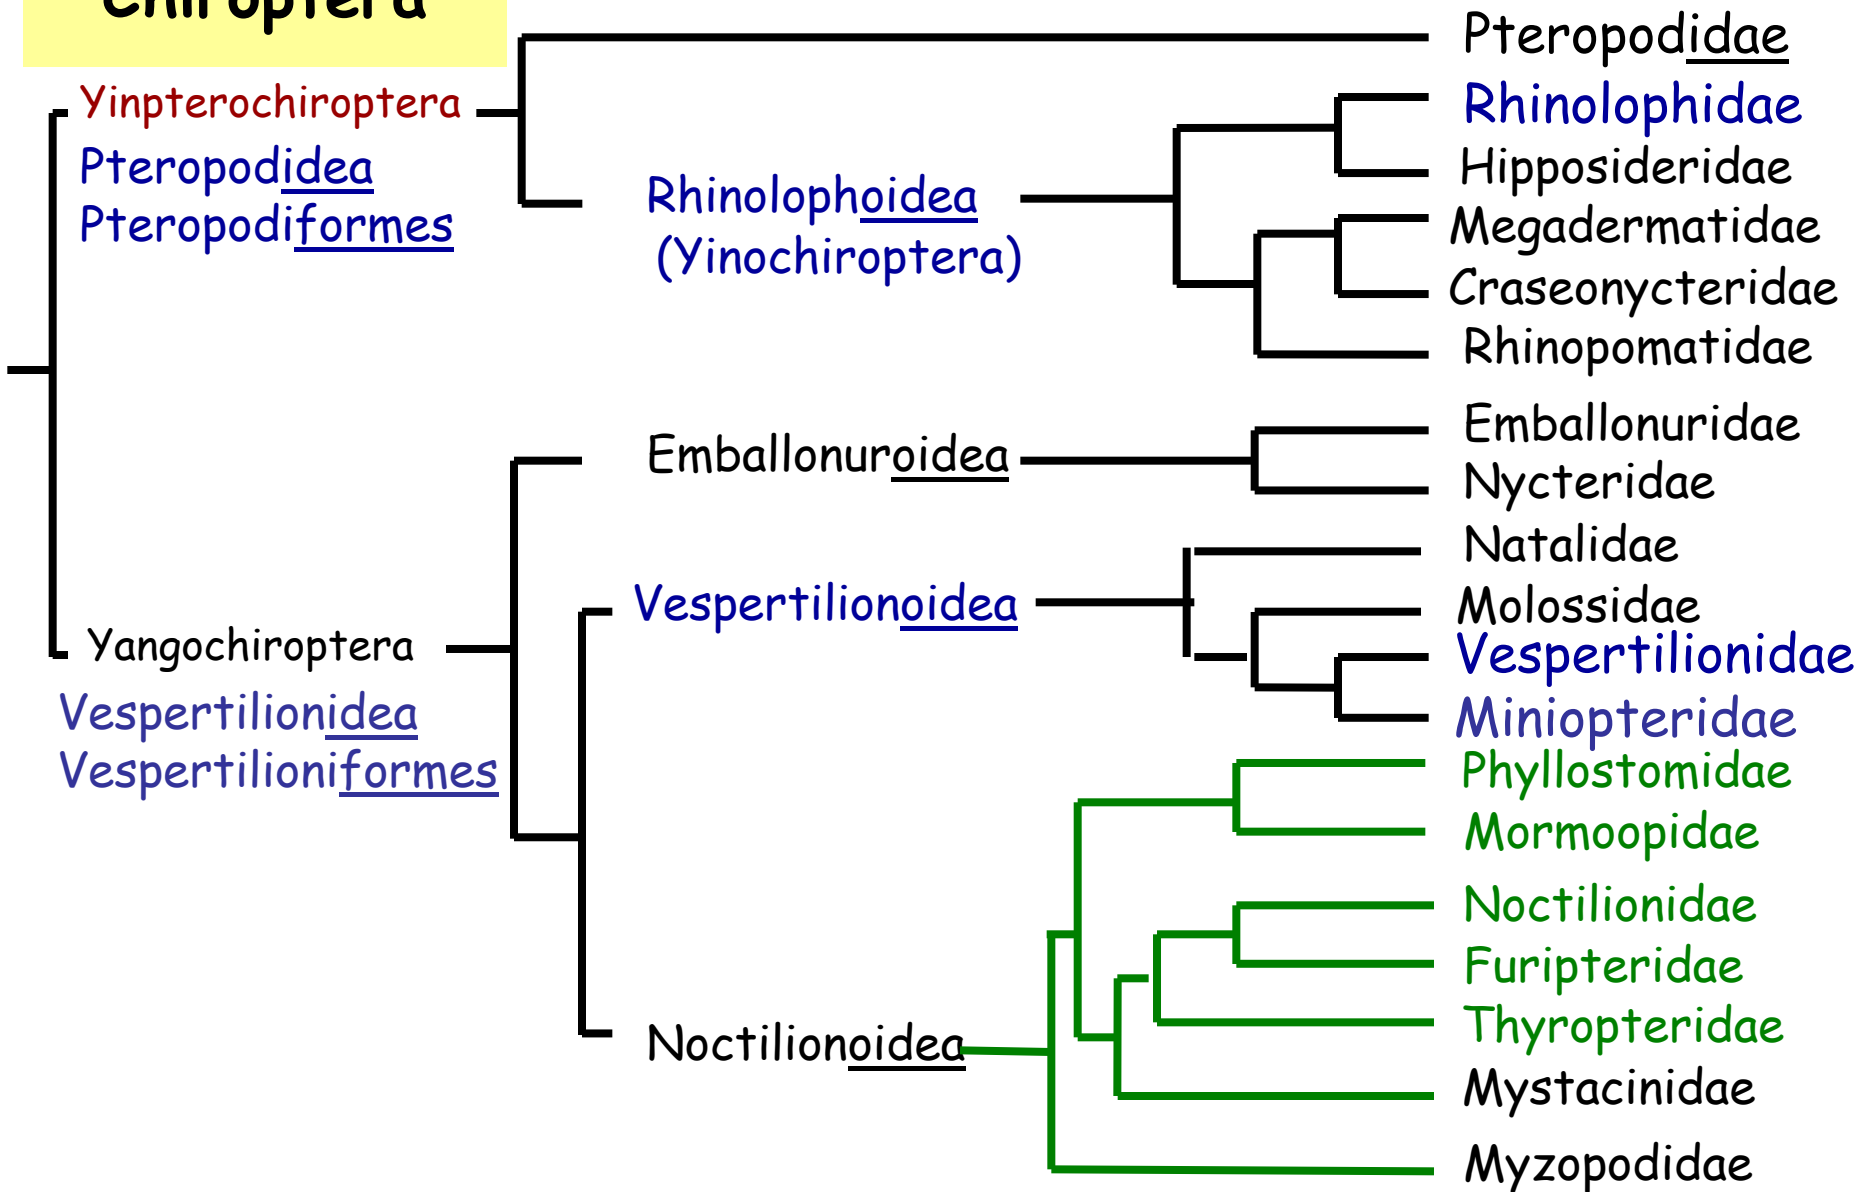 Chiroptera
Yinpterochiroptera
Pteropodidea
Pteropodiformes
Rhinolophoidea
(Yinochiroptera)
Emballonuroidea
Yangochiroptera
Vespertilionidea
Vespertilioniformes
Vespertilionoidea
Noctilionoidea
Pteropodidae
Rhinolophidae
Hipposideridae
Megadermatidae
Craseonycteridae
Rhinopomatidae
Emballonuridae
Nycteridae
Natalidae
Molossidae
Vespertilionidae
Miniopteridae
Phyllostomidae
Mormoopidae
Noctilionidae
Furipteridae
Thyropteridae
Mystacinidae
Myzopodidae